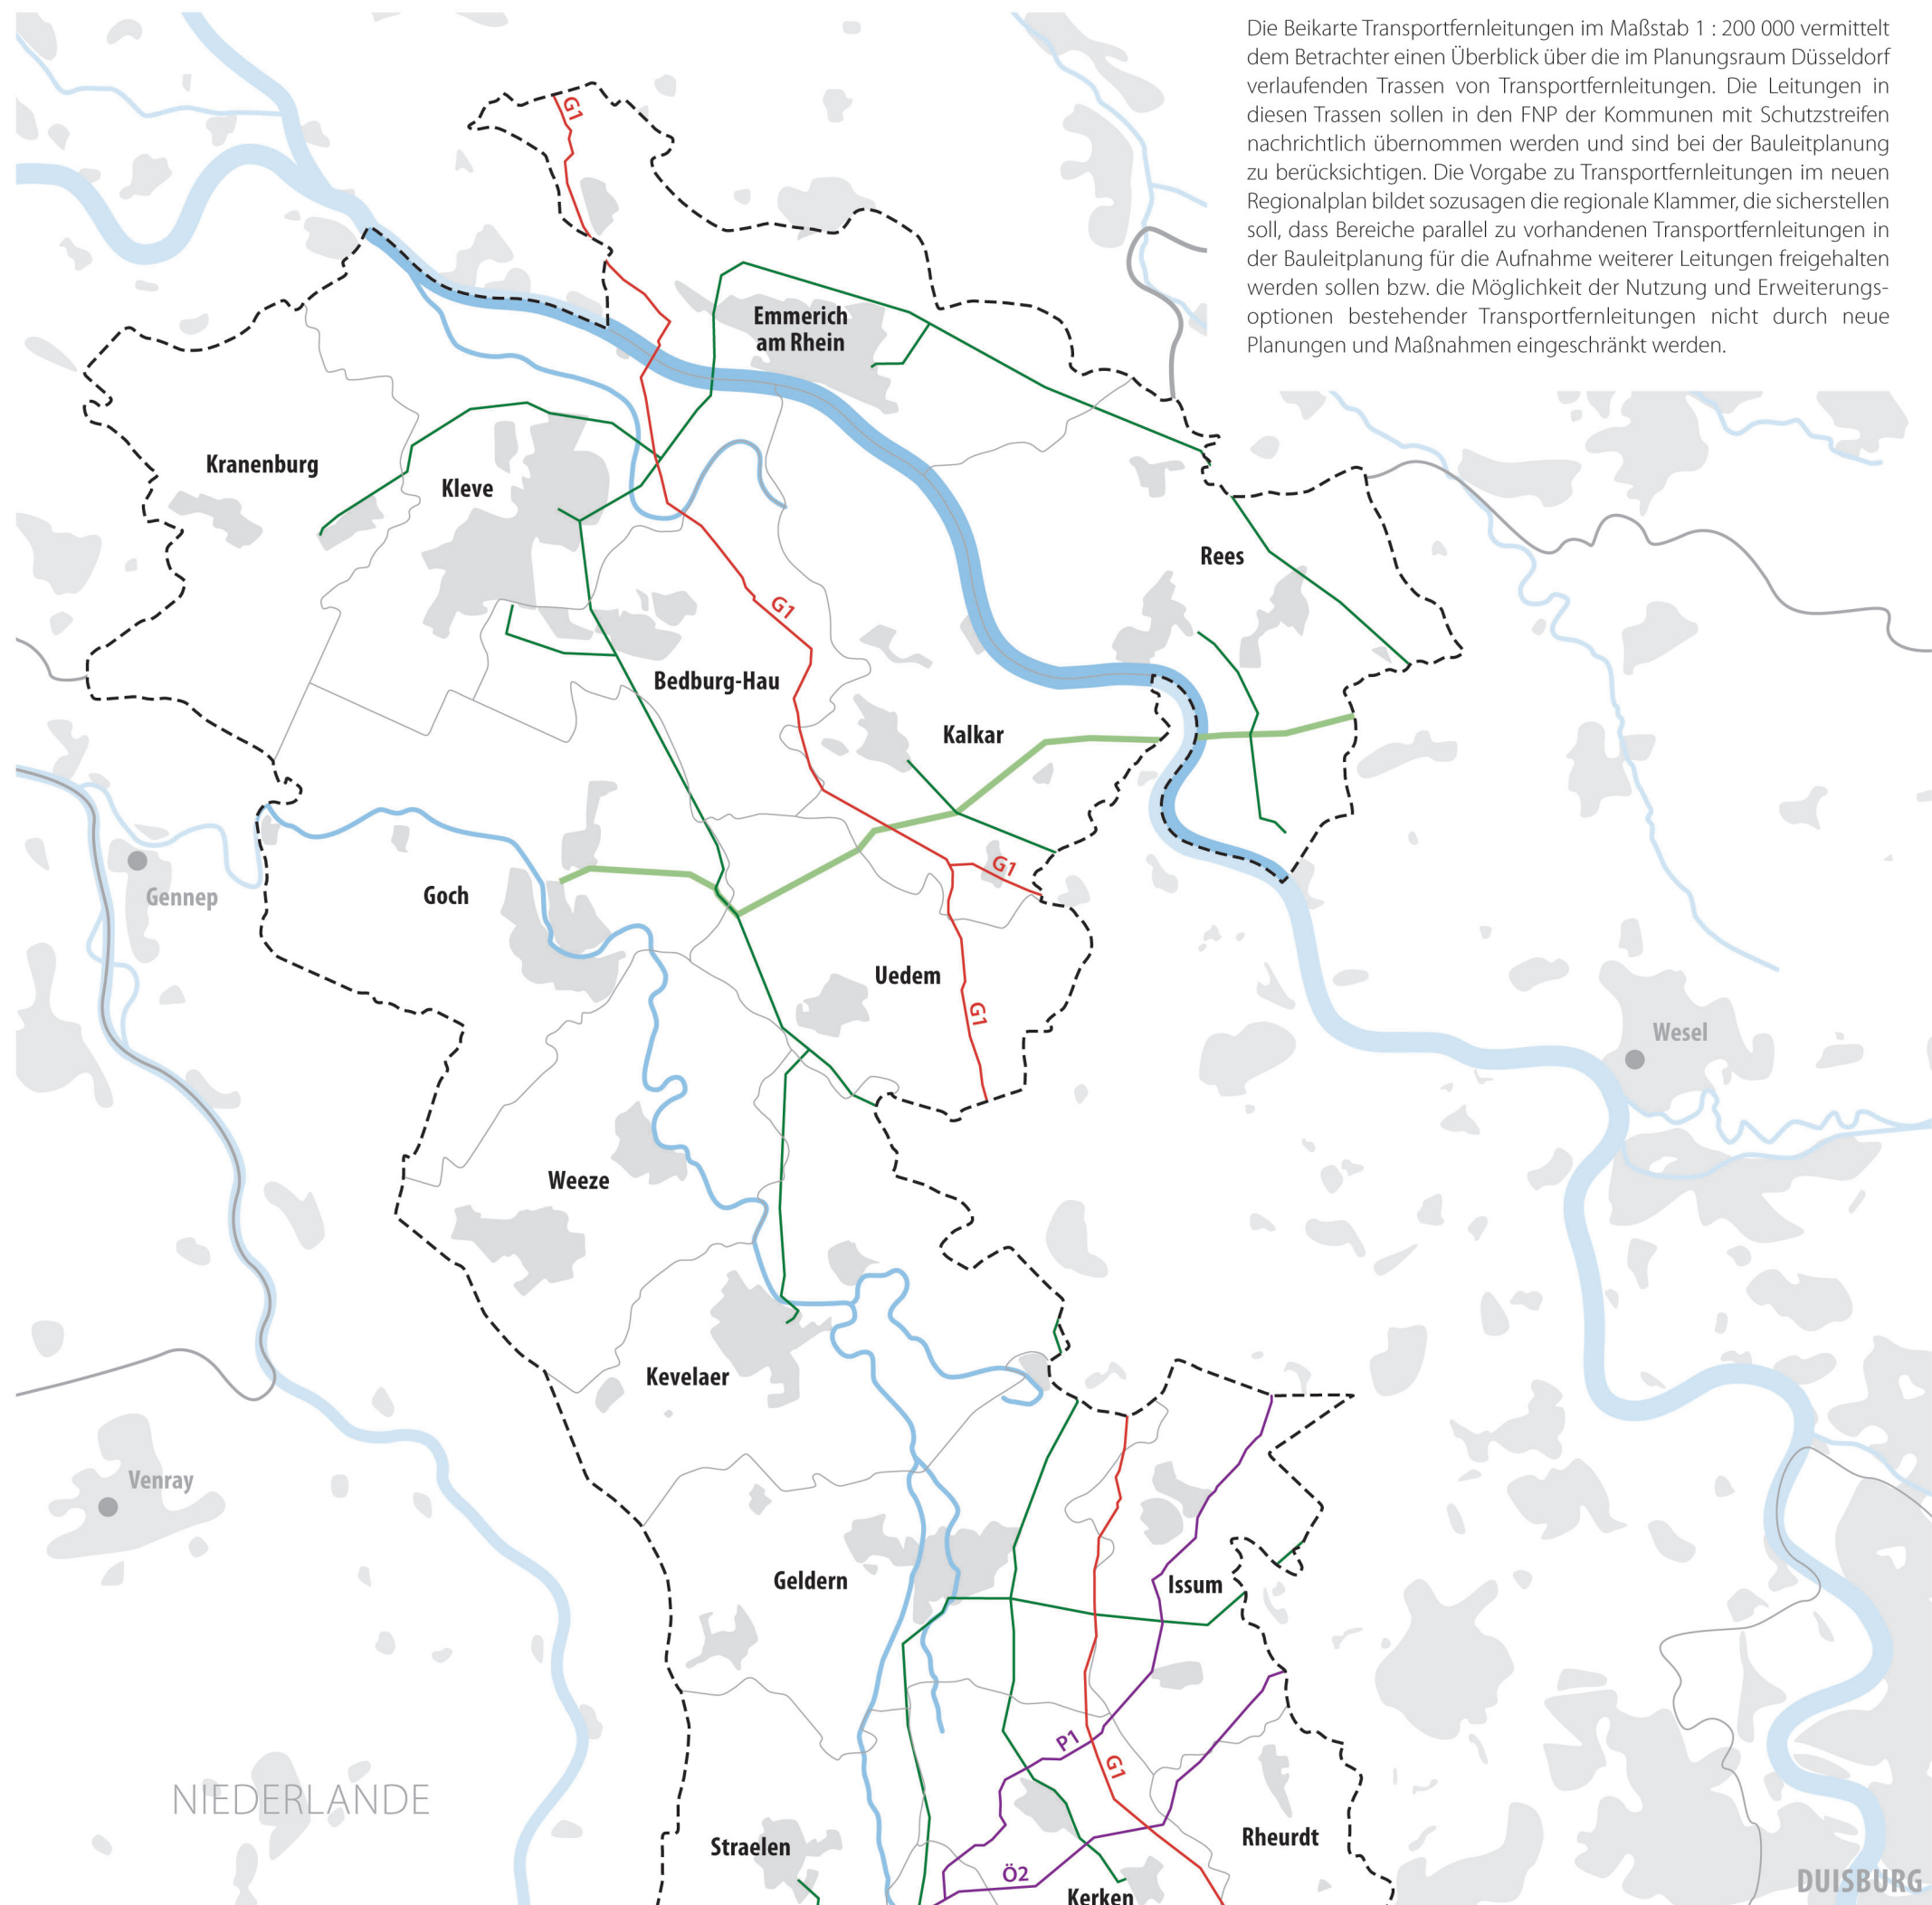 Die Beikarte Transportfernleitungen im Maßstab 1 : 200 000 vermittelt
dem Betrachter einen Überblick über die im Planungsraum Düsseldorf
verlaufenden Trassen von Transportfernleitungen. Die Leitungen in
diesen Trassen sollen in den FNP der Kommunen mit Schutzstreifen
nachrichtlich übernommen werden und sind bei der Bauleitplanung
zu berücksichtigen. Die Vorgabe zu Transportfernleitungen im neuen
Regionalplan bildet sozusagen die regionale Klammer, die sicherstellen
soll, dass Bereiche parallel zu vorhandenen Transportfernleitungen in
der Bauleitplanung für die Aufnahme weiterer Leitungen freigehalten
werden sollen bzw. die Möglichkeit der Nutzung und Erweiterungs-
optionen bestehender Transportfernleitungen nicht durch neue
Planungen und Maßnahmen eingeschränkt werden.
G1
Emmerich
am Rhein
Kranenburg
Kleve
Rees
G1
Bedburg-Hau
Kalkar
G1
Gennep
Goch
Uedem
G1
Wesel
Weeze
Kevelaer
Venray
Geldern
Issum
P1
G1
NIEDERLANDE
Straelen
Rheurdt
Ö2
DUISBURG
Kerken